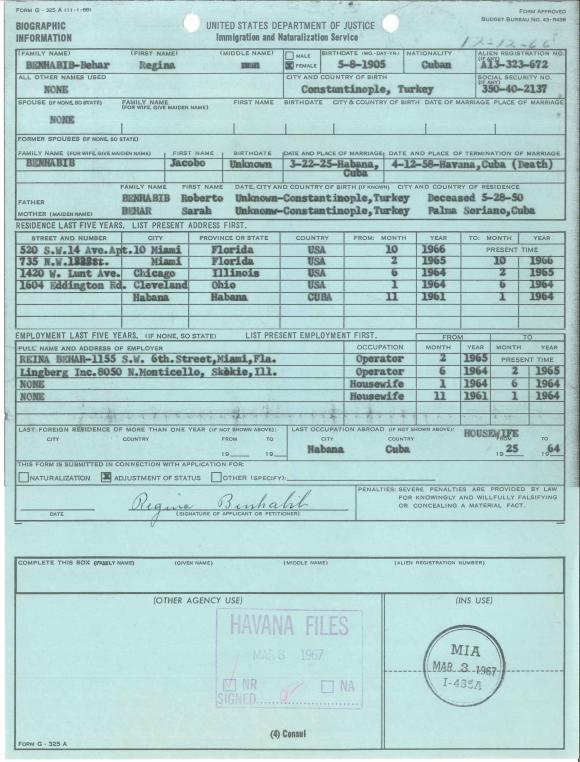 FORM G - 325 A (11-1-66)
FORM APPROVED
BUDGET BUREAU NO. 43-R436
BIOGRAPHIC INFORMATION
UNITED STATES DEPARTMENT OF JUSTICE
Immigration and Naturalization Service
12-12-66
(FAMILY NAME) (FIRST NAME) (MIDDLE NAME) MALE FEMALE BIRTHDATE (MO.-DAY-YR.) NATIONALITY ALIEN REGISTRATION NO. (IF ANY)
BENHABIB-Behar Regina X 5-8-1905 Cuban A13-323-672
ALL OTHER NAMES USED CITY AND COUNTRY OF BIRTH SOCIAL SECURITY NO. (IF ANY)
NONE Constantinople, Turkey 350-40-2137
SPOUSE (IF NONE, SO STATE) FAMILY NAME (FOR WIFE, GIVE MAIDEN NAME) FIRST NAME BIRTHDATE CITY & COUNTRY OF BIRTH DATE OF MARRIAGE PLACE OF MARRIAGE
NONE
FORMER SPOUSES (IF NONE, SO STATE)
FAMILY NAME (FOR WIFE, GIVE MAIDEN NAME) FIRST NAME BIRTHDATE DATE AND PLACE OF MARRIAGE DATE AND PLACE OF TERMINATION OF MARRIAGE
BENHABIB Jacobo Unknown 3-22-25-Habana, Cuba 4-12-58-Havana,Cuba (Death)
FAMILY NAME FIRST NAME DATE, CITY AND COUNTRY OF BIRTH (IF KNOWN) CITY AND COUNTRY OF RESIDENCE
FATHER BENHABIB Roberto Unknown-Constantinople,Turkey Deceased 5-28-50
MOTHER (MAIDEN NAME) BEHAR Sarah Unknown-Constantinople,Turkey Palma Soriano,Cuba
RESIDENCE LAST FIVE YEARS. LIST PRESENT ADDRESS FIRST.
STREET AND NUMBER CITY PROVINCE OR STATE COUNTRY FROM: MONTH YEAR TO: MONTH YEAR
520 S.W.14 Ave.Apt.10 Miami Florida USA 10 1966 PRESENT TIME
735 N.W. Miami Florida USA 2 1965 10 1966
1420 W. Lunt Ave. Chicago Illinois USA 6 1964 2 1965
1604 Eddington Rd. Cleveland Ohio USA 1 1964 6 1964
Habana Habana CUBA 11 1961 1 1964
EMPLOYMENT LAST FIVE YEARS. (IF NONE, SO STATE) LIST PRESENT EMPLOYMENT FIRST. FROM TO
FULL NAME AND ADDRESS OF EMPLOYER OCCUPATION MONTH YEAR MONTH YEAR
REINA BEHAR-1155 S.W. 6th.Street,Miami,Fla. Operator 2 1965 PRESENT TIME
Lingberg Inc.8050 N.Monticello, Skokie,Ill. Operator 6 1964 2 1965
NONE Housewife 1 1964 6 1964
NONE Housewife 11 1961 1 1964
LAST FOREIGN RESIDENCE OF MORE THAN ONE YEAR (IF NOT SHOWN ABOVE): LAST OCCUPATION ABROAD (IF NOT SHOWN ABOVE): HOUSEWIFE
CITY COUNTRY FROM TO CITY COUNTRY FROM TO
19 19 Habana Cuba 19 25 19 64
THIS FORM IS SUBMITTED IN CONNECTION WITH APPLICATION FOR:
NATURALIZATION X ADJUSTMENT OF STATUS OTHER (SPECIFY):
Regina Benhabib
DATE (SIGNATURE OF APPLICANT OR PETITIONER)
PENALTIES: SEVERE PENALTIES ARE PROVIDED BY LAW FOR KNOWINGLY AND WILLFULLY FALSIFYING OR CONCEALING A MATERIAL FACT.
COMPLETE THIS BOX (FAMILY NAME) (GIVEN NAME) (MIDDLE NAME) (ALIEN REGISTRATION NUMBER)
(OTHER AGENCY USE) (INS USE)
HAVANA FILES
MAR 3 1967
NR NA
SIGNED
MIA
MAR 3 1967
I-485A
(4) Consul
FORM G - 325 A